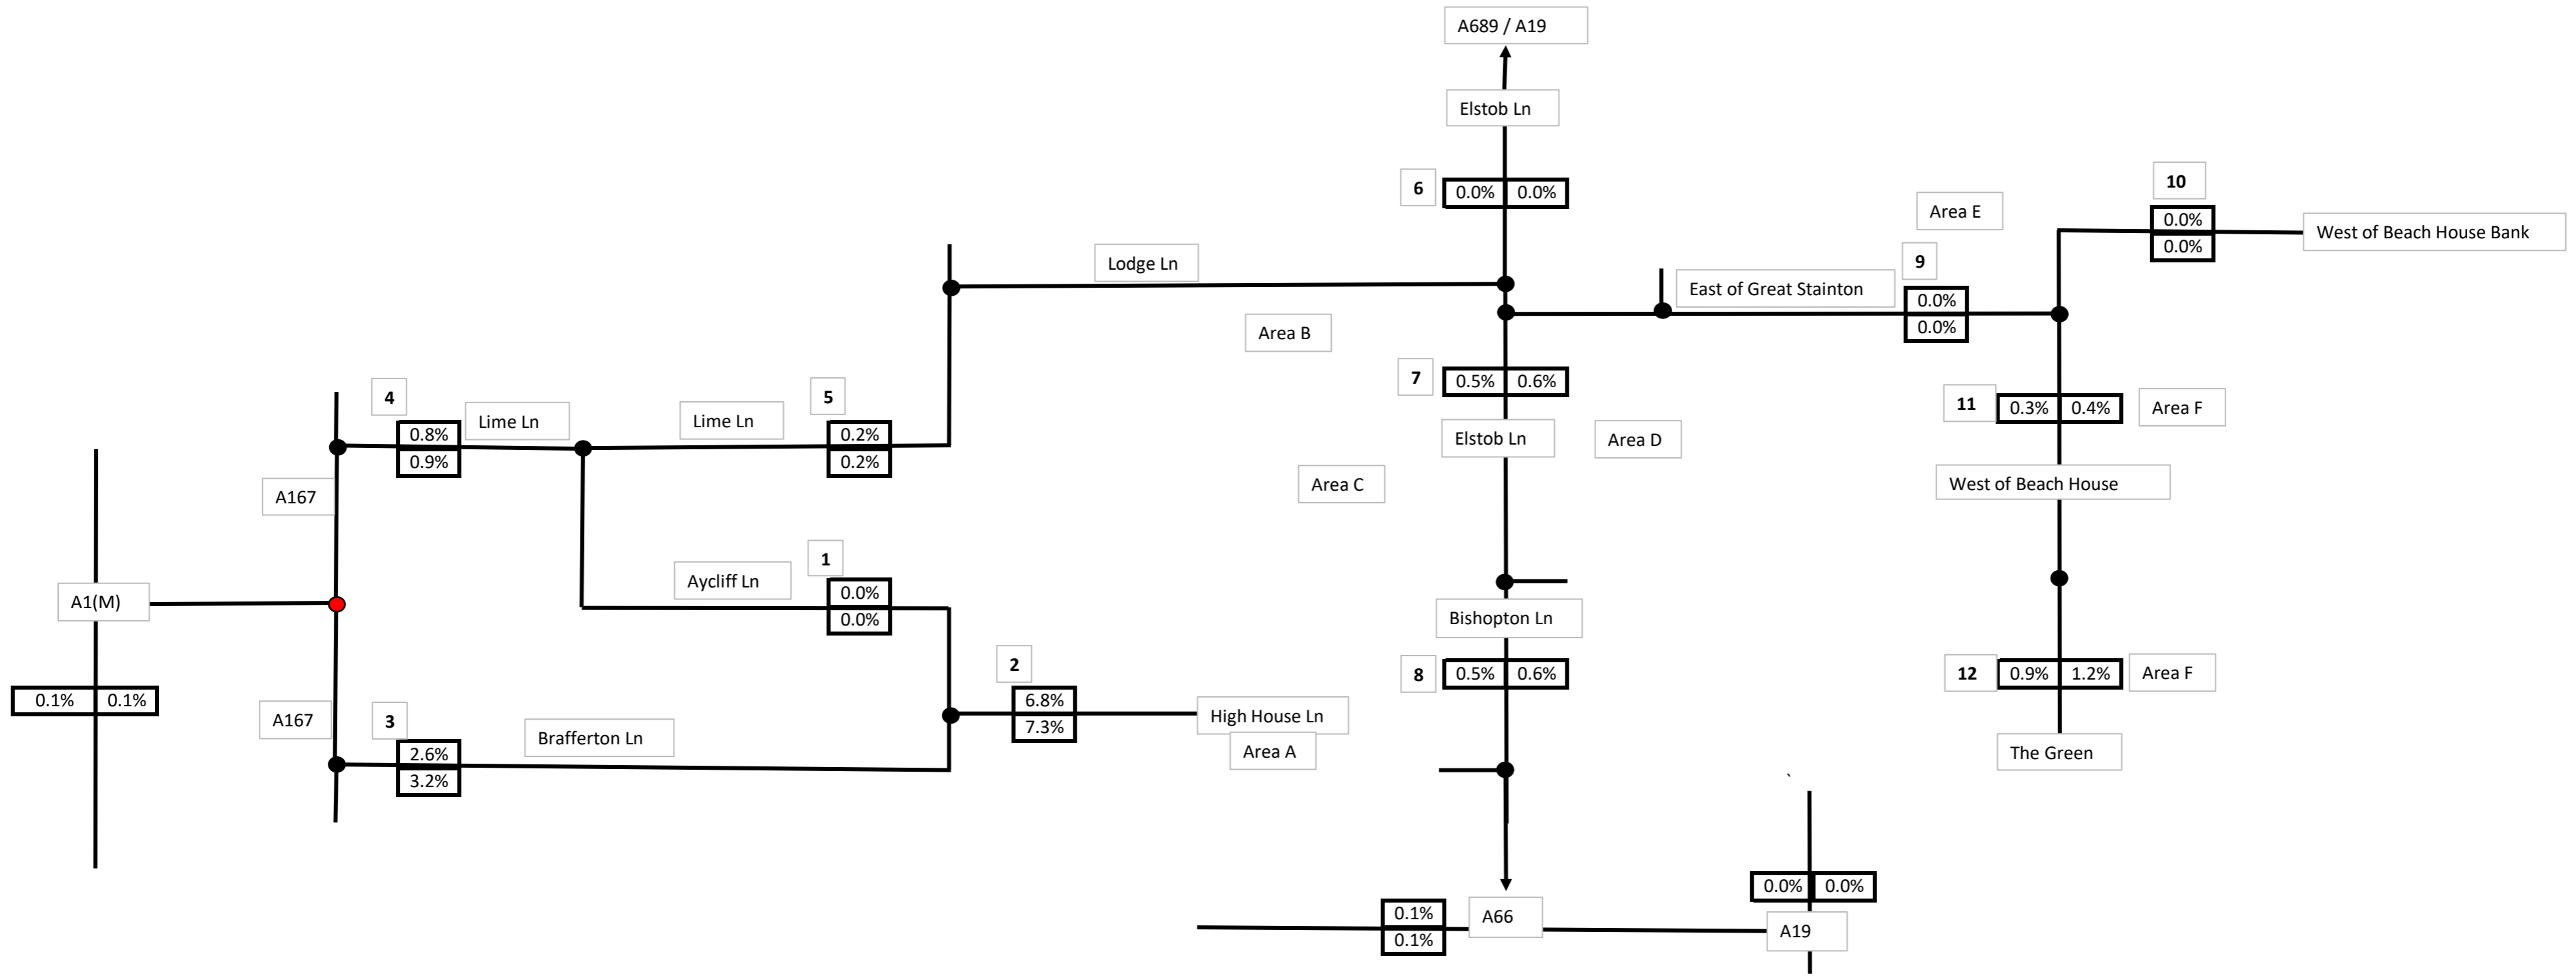 A689 / A19
Elstob Ln
10
6
0.0% 0.0%
0.0%
0.0%
Area E
West of Beach House Bank
9
Lodge Ln
East of Great Stainton
0.0%
0.0%
Area B
7
0.5% 0.6%
4
5
11
0.3% 0.4%
Area F
Lime Ln
Lime Ln
0.8%
0.9%
0.2%
0.2%
Elstob Ln
Area D
A167
Area C
West of Beach House
1
Aycliff Ln
0.0%
0.0%
A1(M)
Bishopton Ln
2
8
0.5% 0.6%
12
0.9% 1.2%
Area F
0.1% 0.1%
6.8%
7.3%
High House Ln
A167
3
Brafferton Ln
Area A
The Green
2.6%
3.2%
`
0.0% 0.0%
0.1%
0.1%
A66
A19